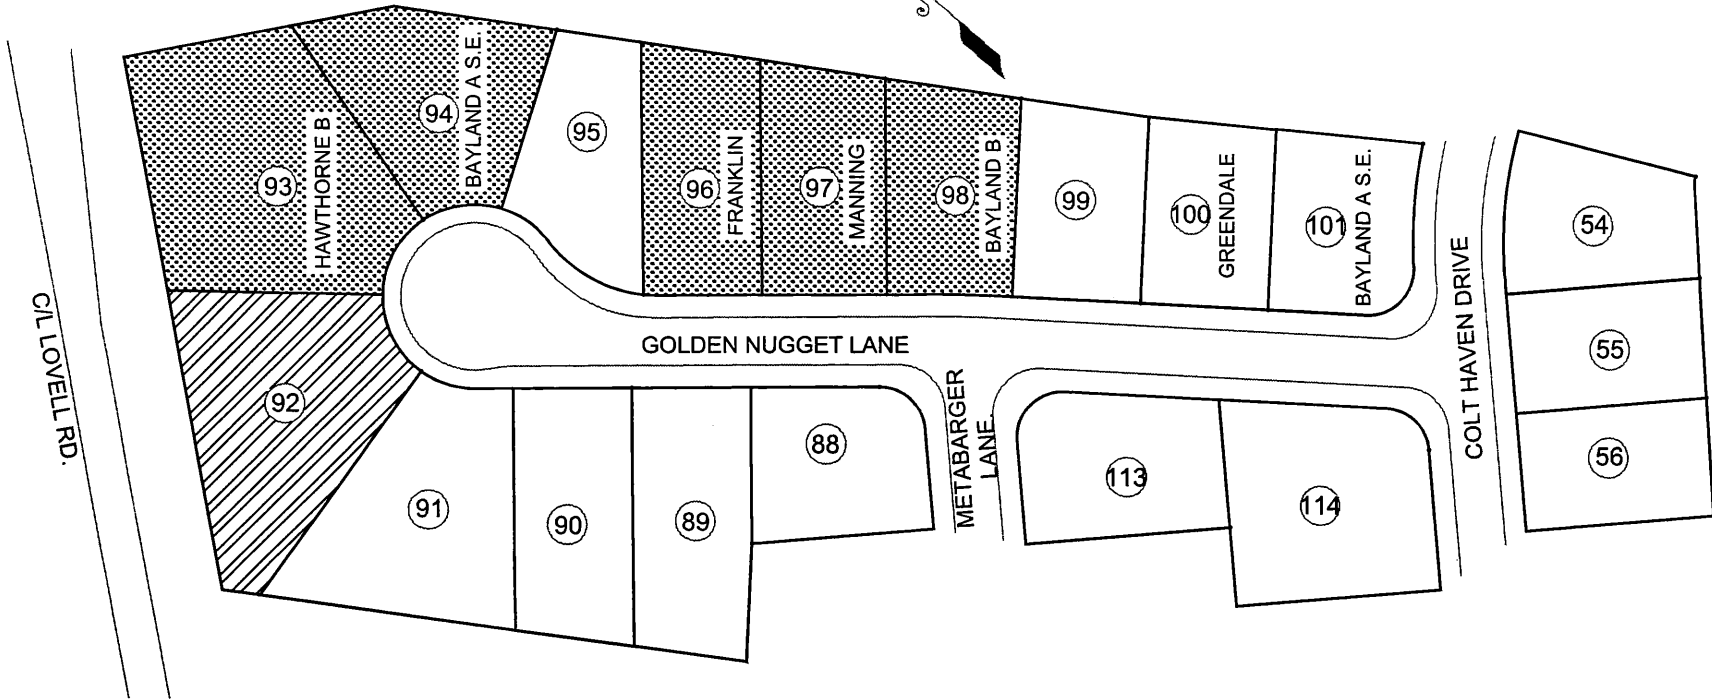 93
HAWTHORNE B
94
BAYLAND A S.E.
95
96
FRANKLIN
97
MANNING
98
BAYLAND B
99
100
GREENDALE
101
BAYLAND A S.E.
54
55
56
C/L LOVELL RD.
GOLDEN NUGGET LANE
COLT HAVEN DRIVE
METABARGER
LANE
92
91
90
89
88
113
114